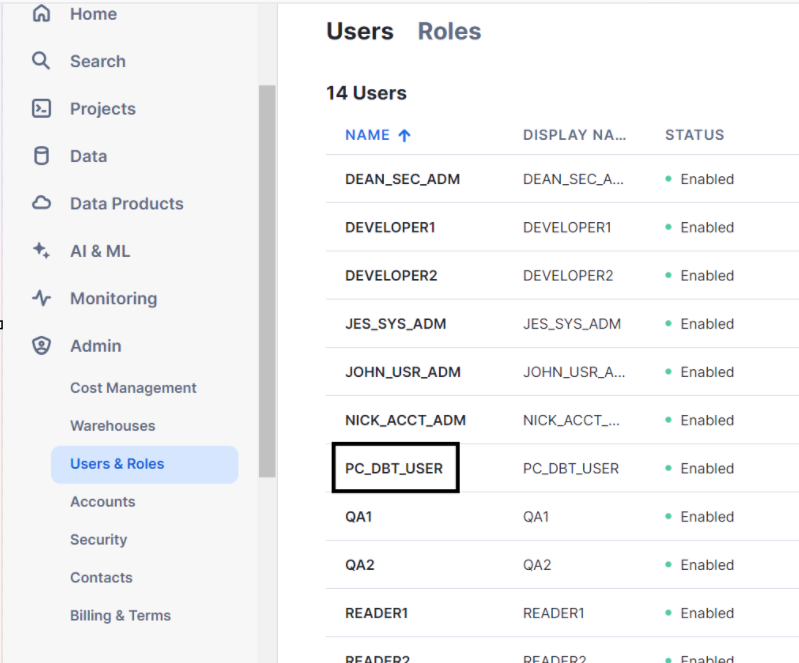 Home
Search
Projects
Data
Data Products
AI & ML
Monitoring
Admin
Cost Management
Warehouses
Users & Roles
Accounts
Security
Contacts
Billing & Terms
Users Roles
14 Users
NAME DISPLAY NA... STATUS
DEAN_SEC_ADM DEAN_SEC_A... Enabled
DEVELOPER1 DEVELOPER1 Enabled
DEVELOPER2 DEVELOPER2 Enabled
JES_SYS_ADM JES_SYS_ADM Enabled
JOHN_USR_ADM JOHN_USR_A... Enabled
NICK_ACCT_ADM NICK_ACCT_... Enabled
PC_DBT_USER PC_DBT_USER Enabled
QA1 QA1 Enabled
QA2 QA2 Enabled
READER1 READER1 Enabled
READER2 READER2 Enabled